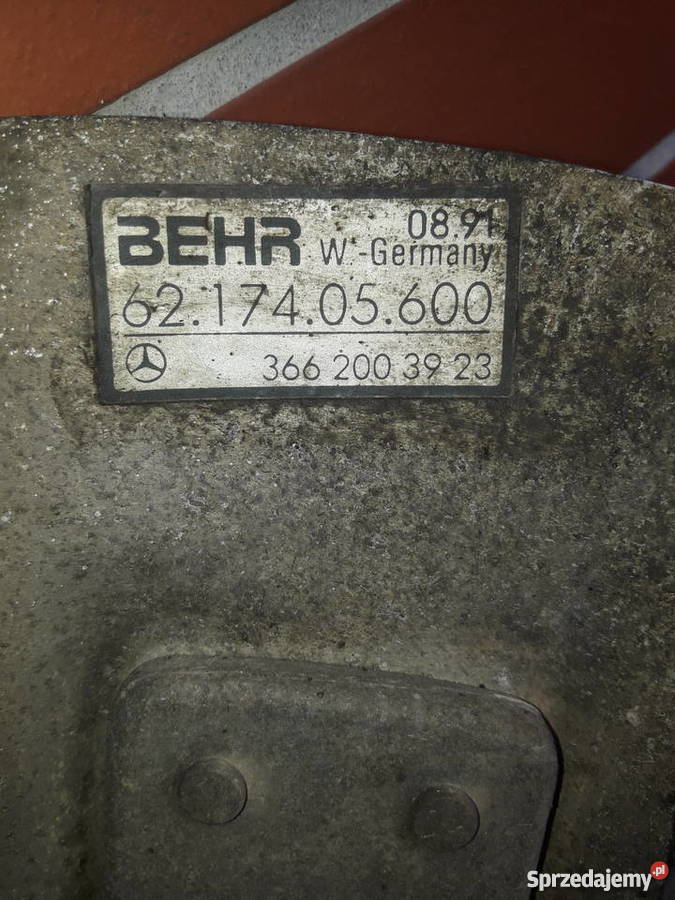 BEHR 08.91
W.-Germany
62.174.05.600
366 200 39 23
Sprzedajemy.pl